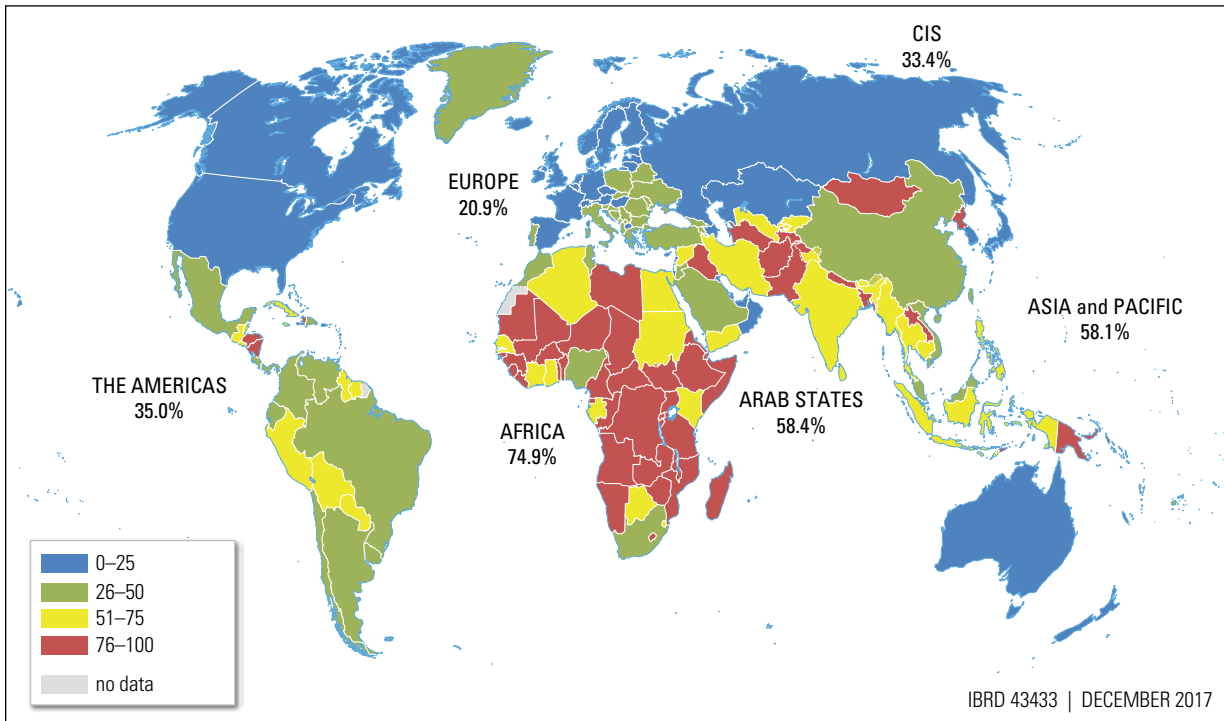 CIS
33.4%
EUROPE
20.9%
ASIA and PACIFIC
58.1%
THE AMERICAS
35.0%
ARAB STATES
58.4%
AFRICA
74.9%
0–25
26–50
51–75
76–100
no data
IBRD 43433 | DECEMBER 2017